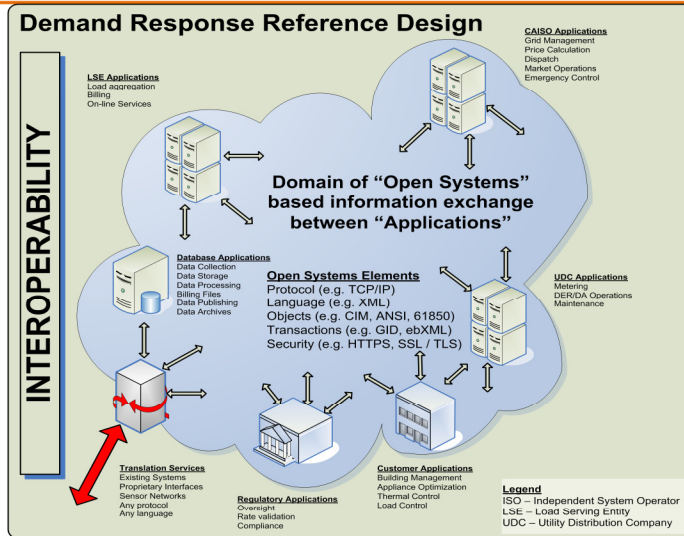 Demand Response Reference Design
CAISO Applications
Grid Management
Price Calculation
Dispatch
Market Operations
Emergency Control
LSE Applications
Load aggregation
Billing
On-line Services
INTEROPERABILITY
Domain of “Open Systems”
based information exchange
between “Applications”
Database Applications
Data Collection
Data Storage
Data Processing
Billing Files
Data Publishing
Data Archives
Open Systems Elements
Protocol (e.g. TCP/IP)
Language (e.g. XML)
Objects (e.g. CIM, ANSI, 61850)
Transactions (e.g. GID, ebXML)
Security (e.g. HTTPS, SSL / TLS)
UDC Applications
Metering
DER/DA Operations
Maintenance
Translation Services
Existing Systems
Proprietary Interfaces
Sensor Networks
Any protocol
Any language
Regulatory Applications
Oversight
Rate validation
Compliance
Customer Applications
Building Management
Appliance Optimization
Thermal Control
Load Control
Legend
ISO – Independent System Operator
LSE – Load Serving Entity
UDC – Utility Distribution Company